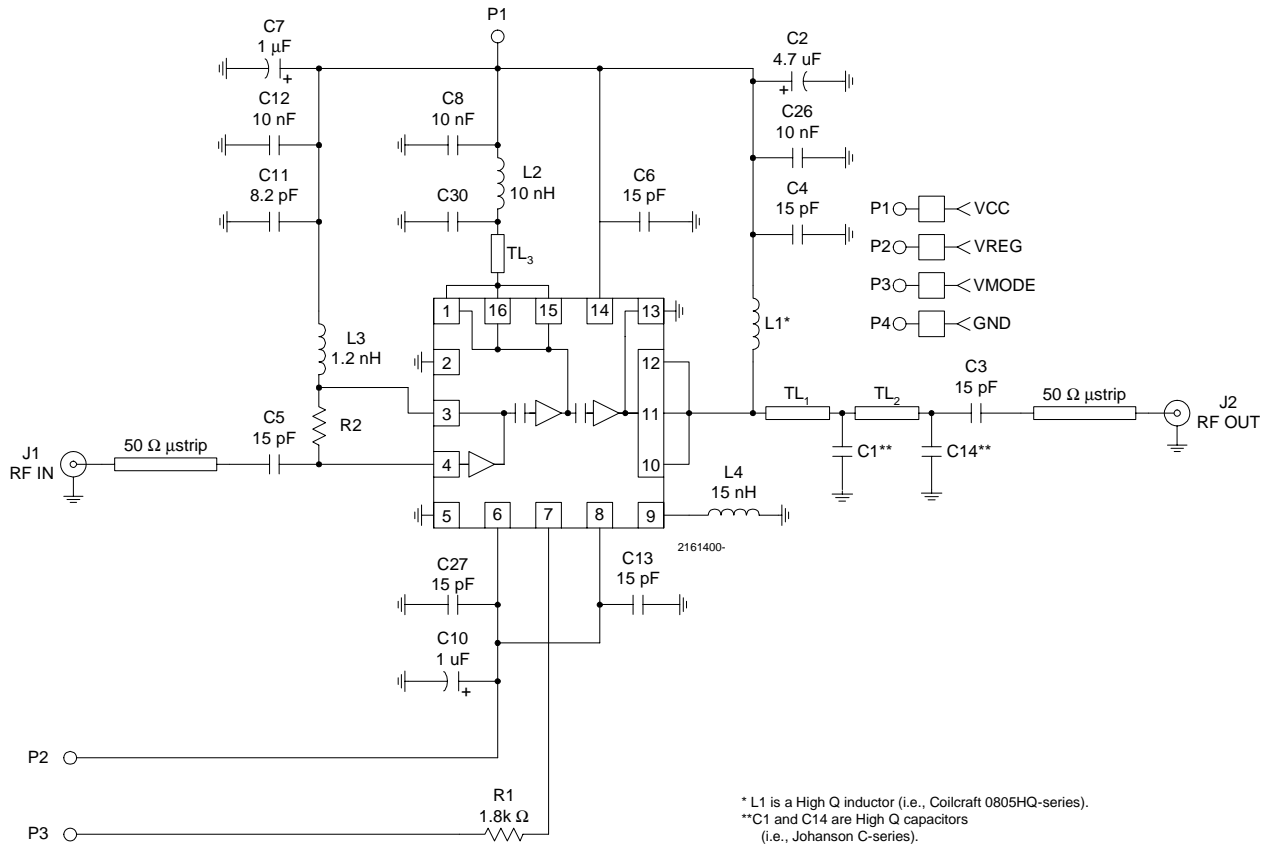 P1
C7
1 µF
+
C2
4.7 uF
+
C12
10 nF
C8
10 nF
C26
10 nF
L2
10 nH
C11
8.2 pF
C30
C6
15 pF
C4
15 pF
P1 VCC
P2 VREG
P3 VMODE
P4 GND
TL3
1 16 15 14 13
L3
1.2 nH
2
12
L1*
3
11
TL1
TL2
C3
15 pF
50 Ω µstrip
J2
RF OUT
R2
C5
15 pF
50 Ω µstrip
J1
RF IN
4
10
C1**
C14**
L4
15 nH
5 6 7 8 9
2161400-
C27
15 pF
C13
15 pF
C10
1 uF
+
P2
R1
1.8k Ω
P3
* L1 is a High Q inductor (i.e., Coilcraft 0805HQ-series).
**C1 and C14 are High Q capacitors
(i.e., Johanson C-series).